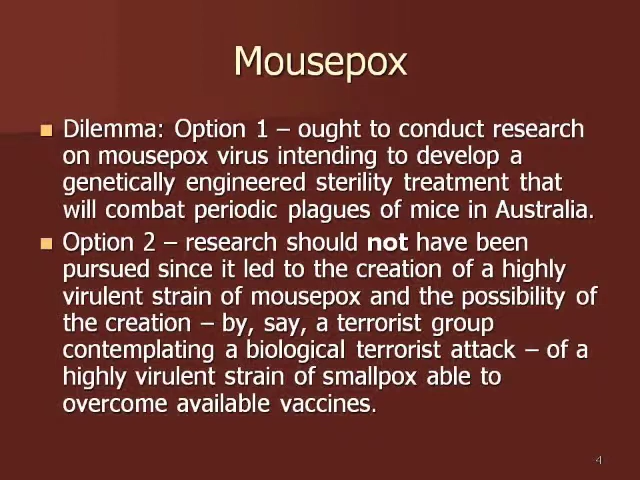 Mousepox
Dilemma: Option 1 – ought to conduct research
on mousepox virus intending to develop a
genetically engineered sterility treatment that
will combat periodic plagues of mice in Australia.
Option 2 – research should not have been
pursued since it led to the creation of a highly
virulent strain of mousepox and the possibility of
the creation – by, say, a terrorist group
contemplating a biological terrorist attack – of a
highly virulent strain of smallpox able to
overcome available vaccines.
4